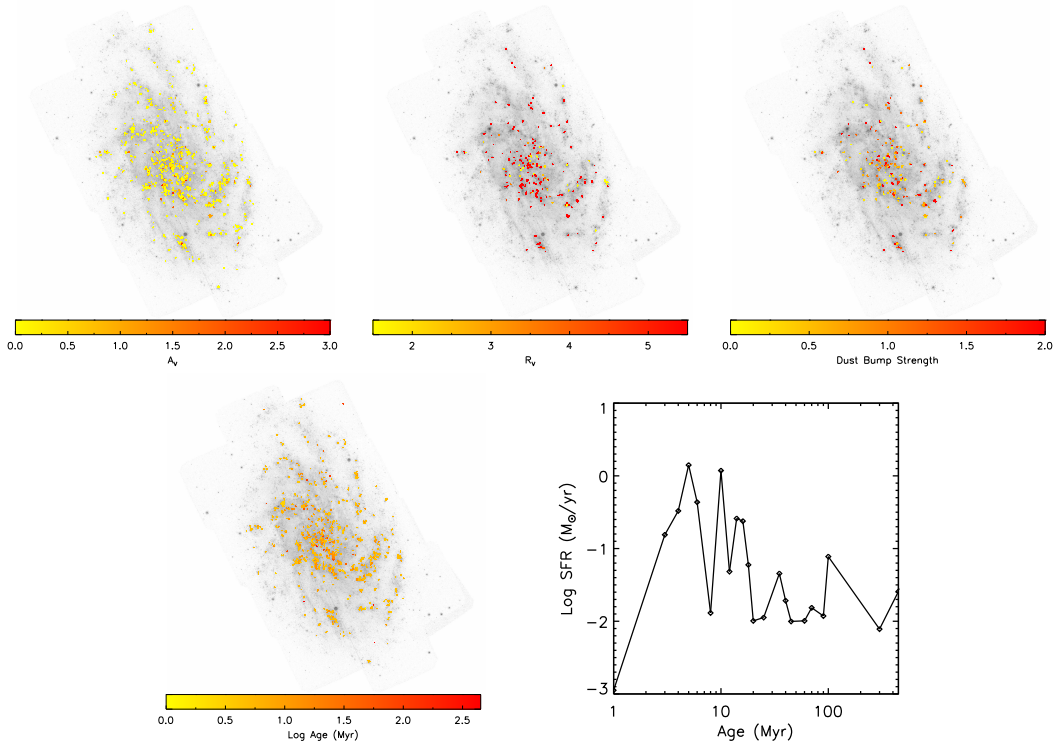 0.0 0.5 1.0 1.5 2.0 2.5 3.0
Av
2 3 4 5
Rv
0.0 0.5 1.0 1.5 2.0
Dust Bump Strength
0.0 0.5 1.0 1.5 2.0 2.5
Log Age (Myr)
Log SFR (M⊙/yr)
1
0
−1
−2
−3
1 10 100
Age (Myr)